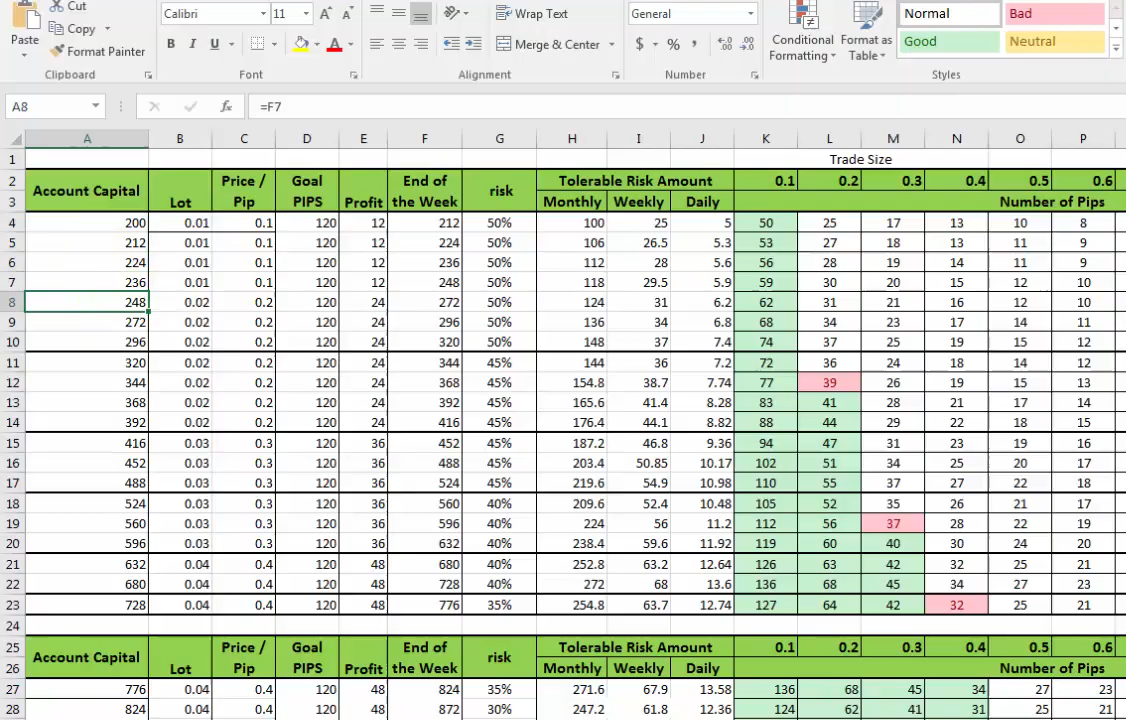 Cut
Calibri 11 A A Wrap Text General Normal Bad
Paste Copy Conditional Format as
Format Painter B I U A Merge & Center $ % , .00 Formatting Table Good Neutral
Clipboard Font Alignment Number Styles
A8 fx =F7
A B C D E F G H I J K L M N O P
1 Trade Size
2 Account Capital Lot Price / Goal Profit End of risk Tolerable Risk Amount 0.1 0.2 0.3 0.4 0.5 0.6
3 Pip PIPS the Week Monthly Weekly Daily Number of Pips
4 200 0.01 0.1 120 12 212 50% 100 25 5 50 25 17 13 10 8
5 212 0.01 0.1 120 12 224 50% 106 26.5 5.3 53 27 18 13 11 9
6 224 0.01 0.1 120 12 236 50% 112 28 5.6 56 28 19 14 11 9
7 236 0.01 0.1 120 12 248 50% 118 29.5 5.9 59 30 20 15 12 10
8 248 0.02 0.2 120 24 272 50% 124 31 6.2 62 31 21 16 12 10
9 272 0.02 0.2 120 24 296 50% 136 34 6.8 68 34 23 17 14 11
10 296 0.02 0.2 120 24 320 50% 148 37 7.4 74 37 25 19 15 12
11 320 0.02 0.2 120 24 344 45% 144 36 7.2 72 36 24 18 14 12
12 344 0.02 0.2 120 24 368 45% 154.8 38.7 7.74 77 39 26 19 15 13
13 368 0.02 0.2 120 24 392 45% 165.6 41.4 8.28 83 41 28 21 17 14
14 392 0.02 0.2 120 24 416 45% 176.4 44.1 8.82 88 44 29 22 18 15
15 416 0.03 0.3 120 36 452 45% 187.2 46.8 9.36 94 47 31 23 19 16
16 452 0.03 0.3 120 36 488 45% 203.4 50.85 10.17 102 51 34 25 20 17
17 488 0.03 0.3 120 36 524 45% 219.6 54.9 10.98 110 55 37 27 22 18
18 524 0.03 0.3 120 36 560 40% 209.6 52.4 10.48 105 52 35 26 21 17
19 560 0.03 0.3 120 36 596 40% 224 56 11.2 112 56 37 28 22 19
20 596 0.03 0.3 120 36 632 40% 238.4 59.6 11.92 119 60 40 30 24 20
21 632 0.04 0.4 120 48 680 40% 252.8 63.2 12.64 126 63 42 32 25 21
22 680 0.04 0.4 120 48 728 40% 272 68 13.6 136 68 45 34 27 23
23 728 0.04 0.4 120 48 776 35% 254.8 63.7 12.74 127 64 42 32 25 21
24
25 Account Capital Lot Price / Goal Profit End of risk Tolerable Risk Amount 0.1 0.2 0.3 0.4 0.5 0.6
26 Pip PIPS the Week Monthly Weekly Daily Number of Pips
27 776 0.04 0.4 120 48 824 35% 271.6 67.9 13.58 136 68 45 34 27 23
28 824 0.04 0.4 120 48 872 30% 247.2 61.8 12.36 124 62 41 31 25 21